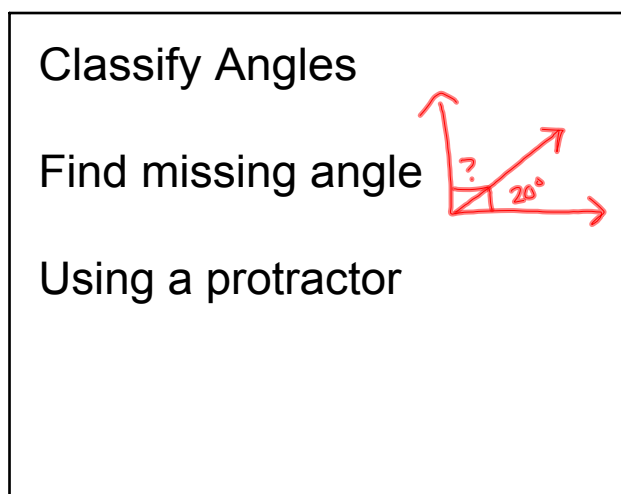 Classify Angles
Find missing angle
?
20°
Using a protractor